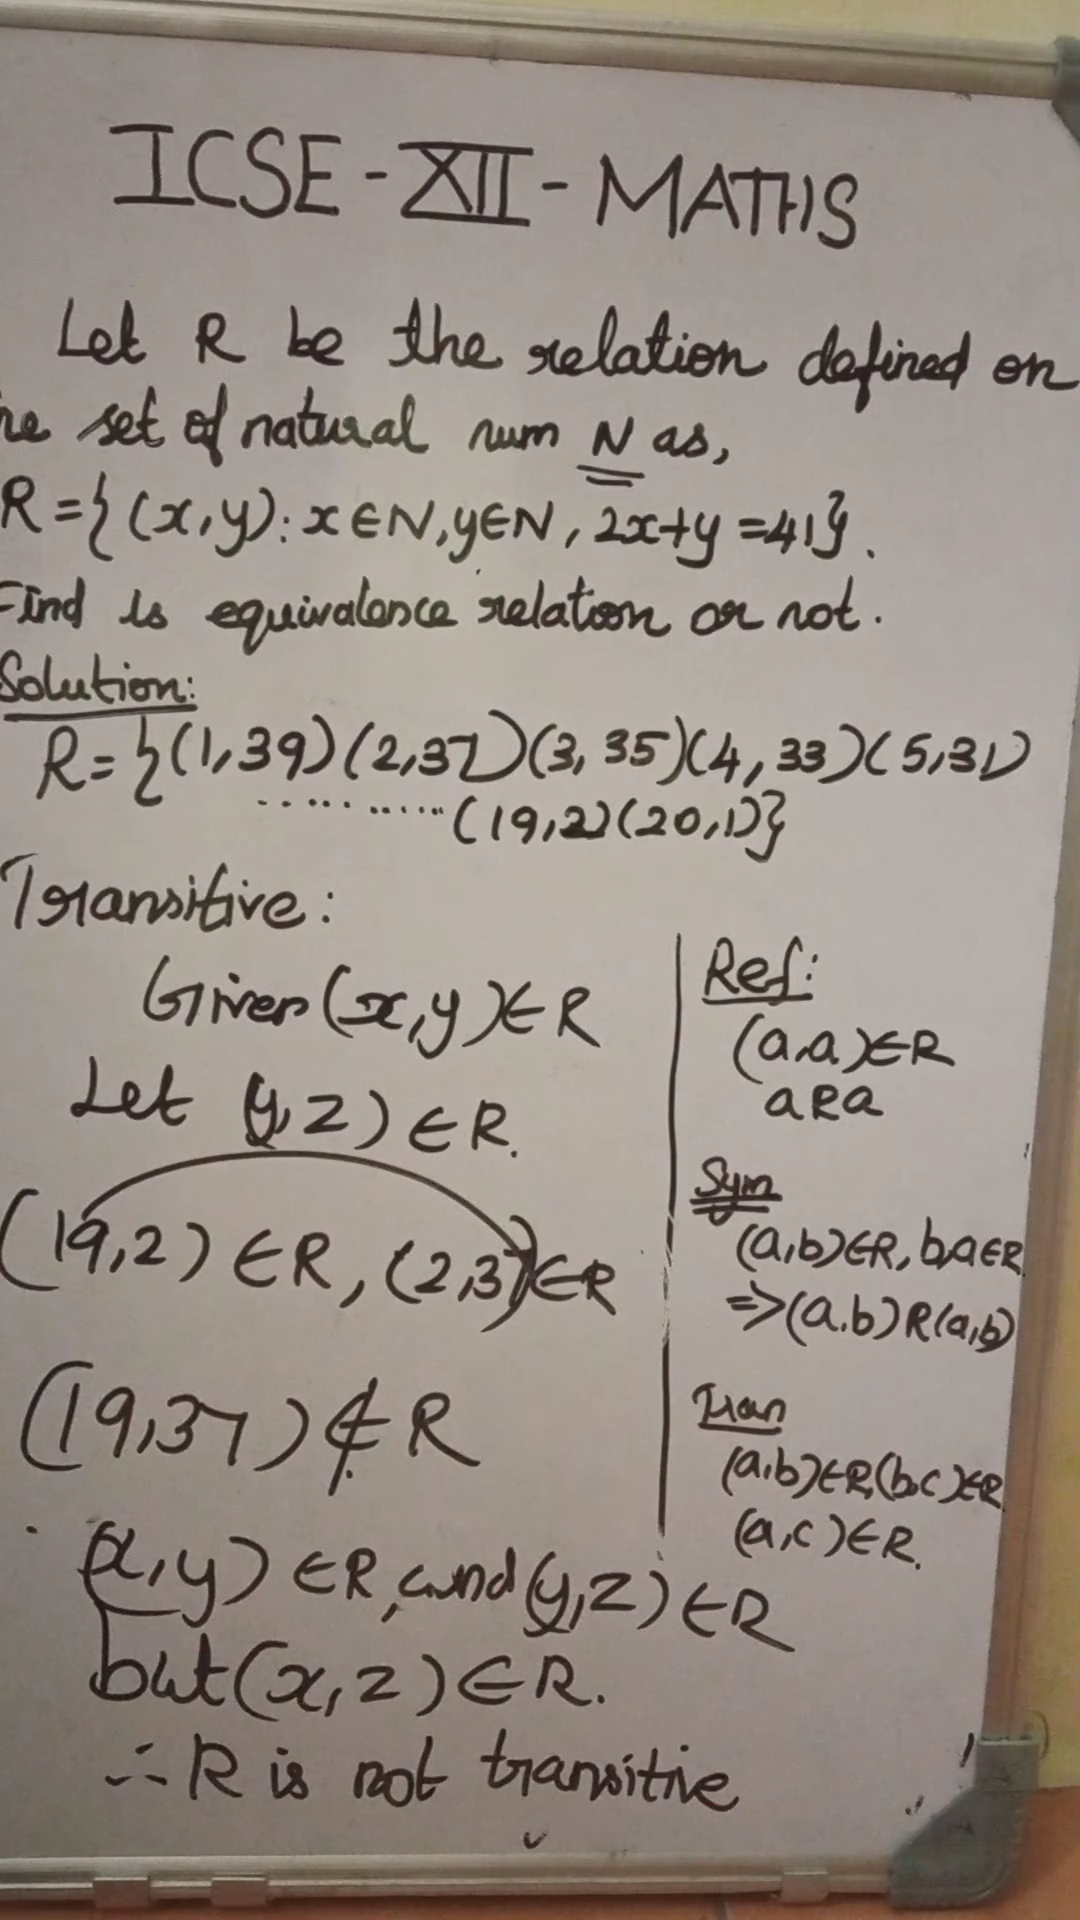 ICSE-XII-MATHS
Let R be the relation defined on
he set of natural num N as,
R={(x,y):x∈N,y∈N, 2x+y=41}.
Find is equivalence relation or not.
Solution:
R={(1,39)(2,37)(3,35)(4,33)(5,31)
...........(19,2)(20,1)}
Transitive:
Given (x,y)∈R
Let (y,z)∈R.
(19,2)∈R, (2,37)∈R
(19,37)∉R
(x,y)∈R, and (y,z)∈R
but (x,z)∈R.
∴ R is not transitive
Ref:
(a,a)∈R
aRa
Sym
(a,b)∈R, b,a∈R
⇒(a,b)R(a,b)
Tran
(a,b)∈R,(b,c)∈R
(a,c)∈R.